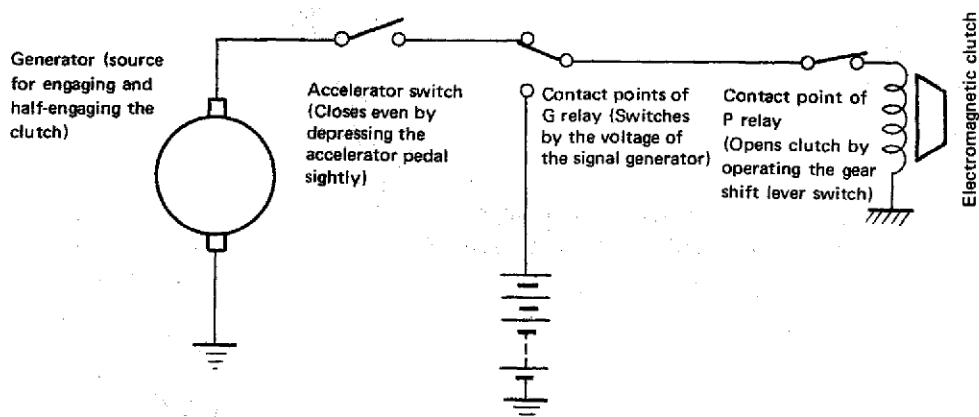 Generator (source
for engaging and
half-engaging the
clutch)
Accelerator switch
(Closes even by
depressing the
accelerator pedal
sightly)
Contact points of
G relay (Switches
by the voltage of
the signal generator)
Contact point of
P relay
(Opens clutch by
operating the gear
shift lever switch)
Electromagnetic clutch